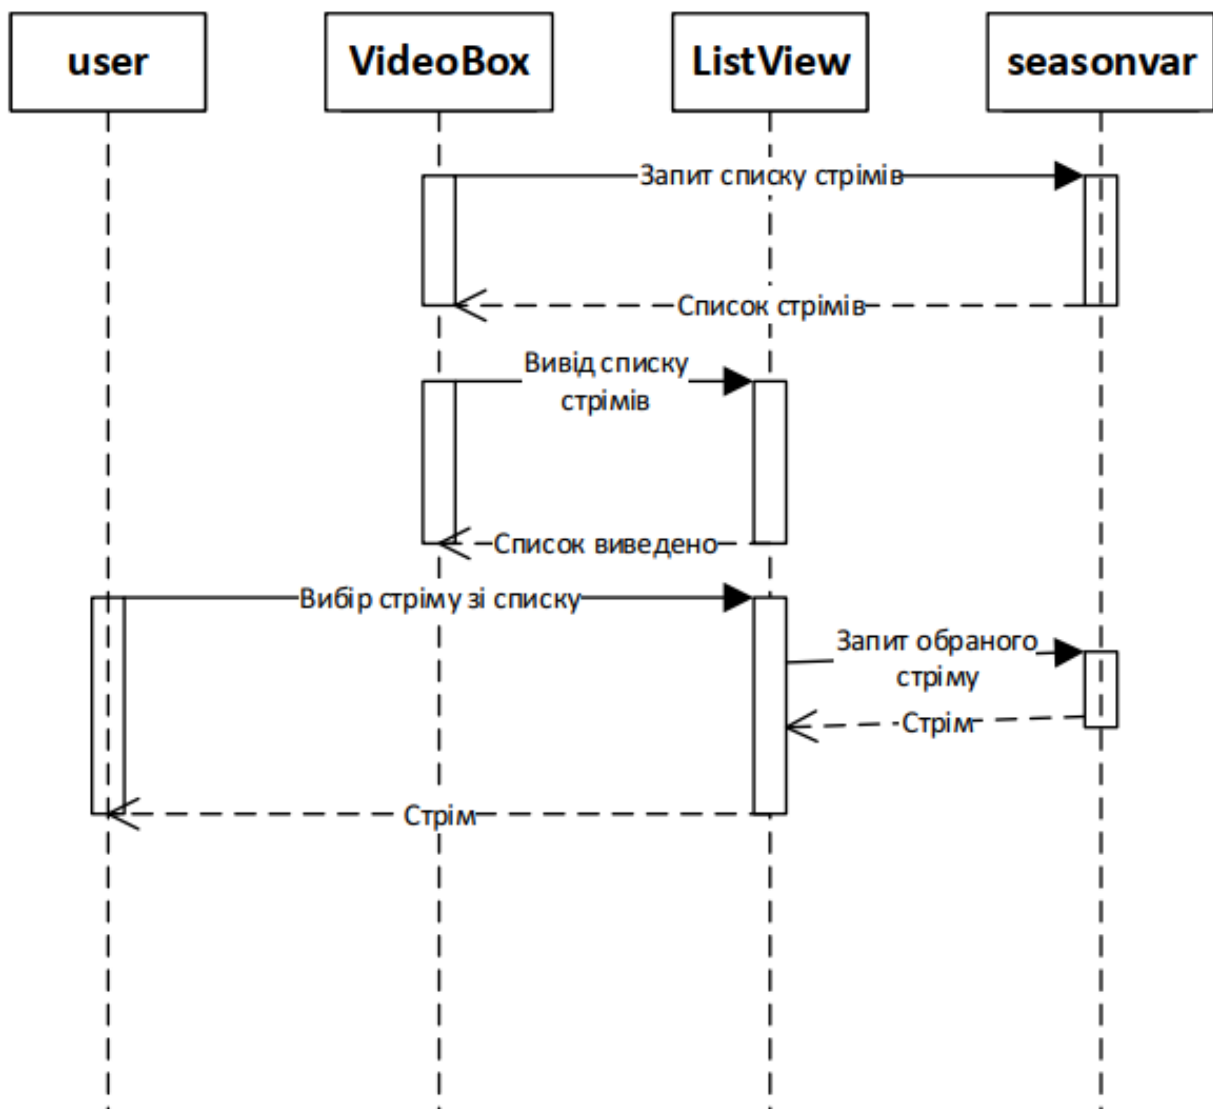 user
VideoBox
ListView
seasonvar
Запит списку стрімів
Список стрімів
Вивід списку
стрімів
Список виведено
Вибір стріму зі списку
Запит обраного
стріму
Стрім
Стрім